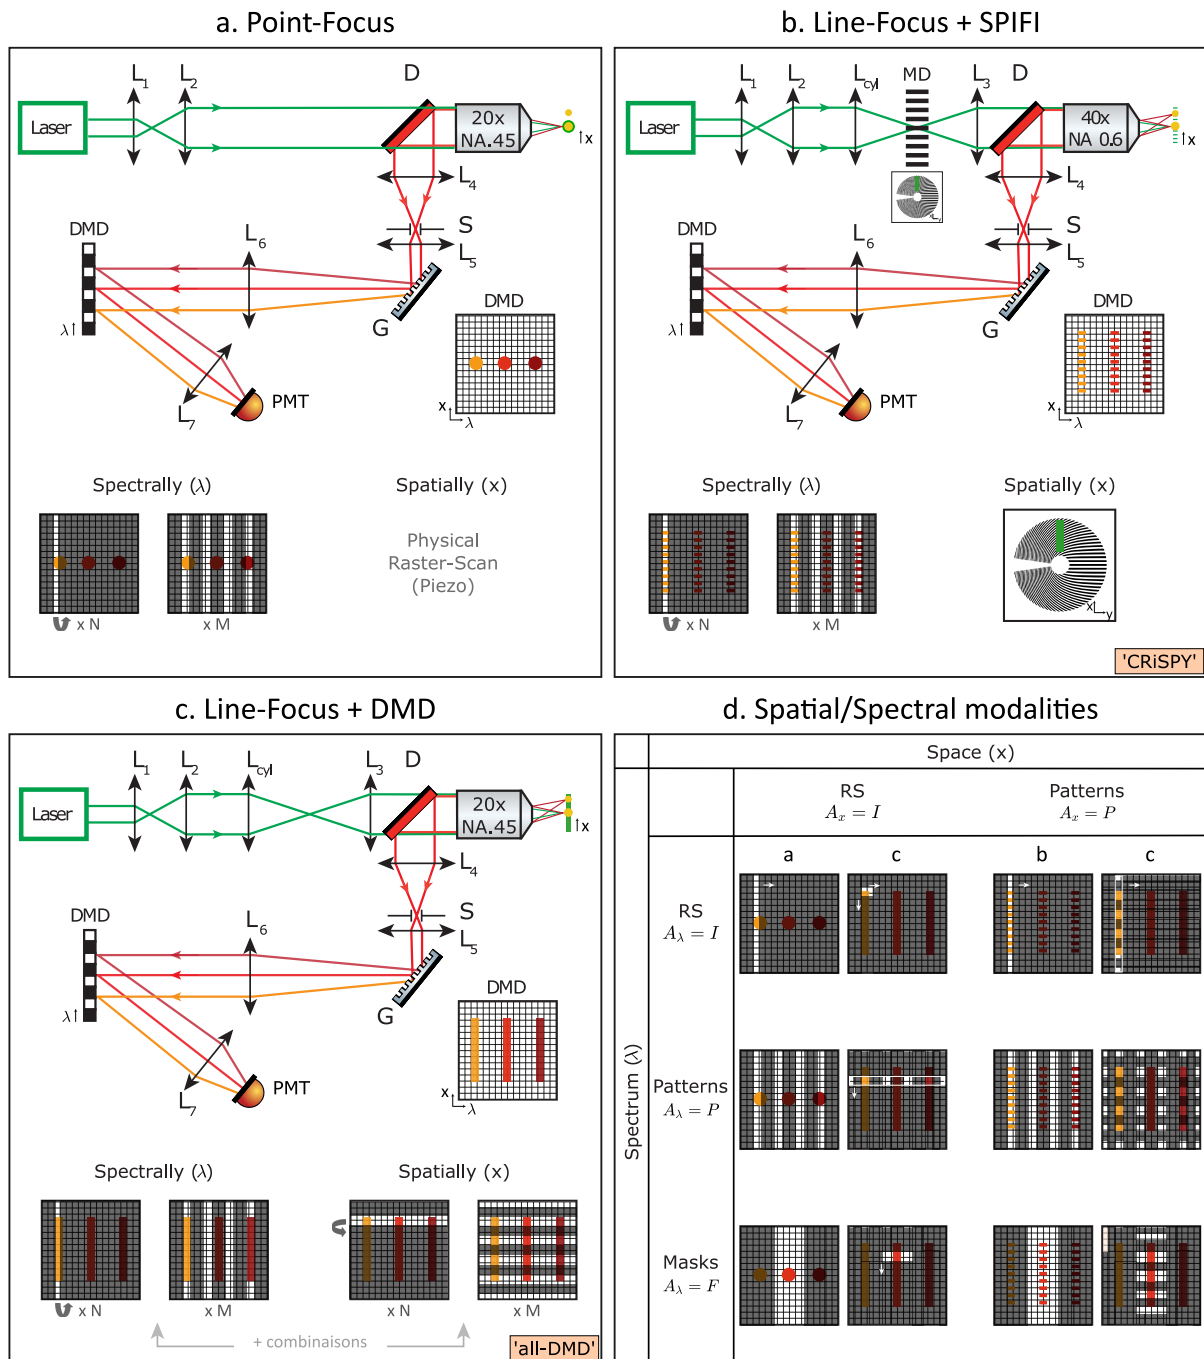 a. Point-Focus
L1 L2 D
Laser
20x
NA.45
x
L4
S
L5
DMD
L6
λ
G
DMD
L7
PMT
x
λ
Spectrally (λ)
Spatially (x)
Physical
Raster-Scan
(Piezo)
x N
x M
b. Line-Focus + SPIFI
L1 L2 Lcyl MD L3 D
Laser
40x
NA 0.6
x
L4
S
L5
DMD
L6
λ
G
DMD
L7
PMT
x
λ
Spectrally (λ)
Spatially (x)
x
y
x N
x M
'CRiSPY'
c. Line-Focus + DMD
L1 L2 Lcyl L3 D
Laser
20x
NA.45
x
L4
S
L5
DMD
L6
λ
G
DMD
L7
PMT
x
λ
Spectrally (λ)
Spatially (x)
x N
x M
x N
x M
+ combinaisons
'all-DMD'
d. Spatial/Spectral modalities
Space (x)
RS
Ax = I
Patterns
Ax = P
a c b c
Spectrum (λ)
RS
Aλ = I
Patterns
Aλ = P
Masks
Aλ = F